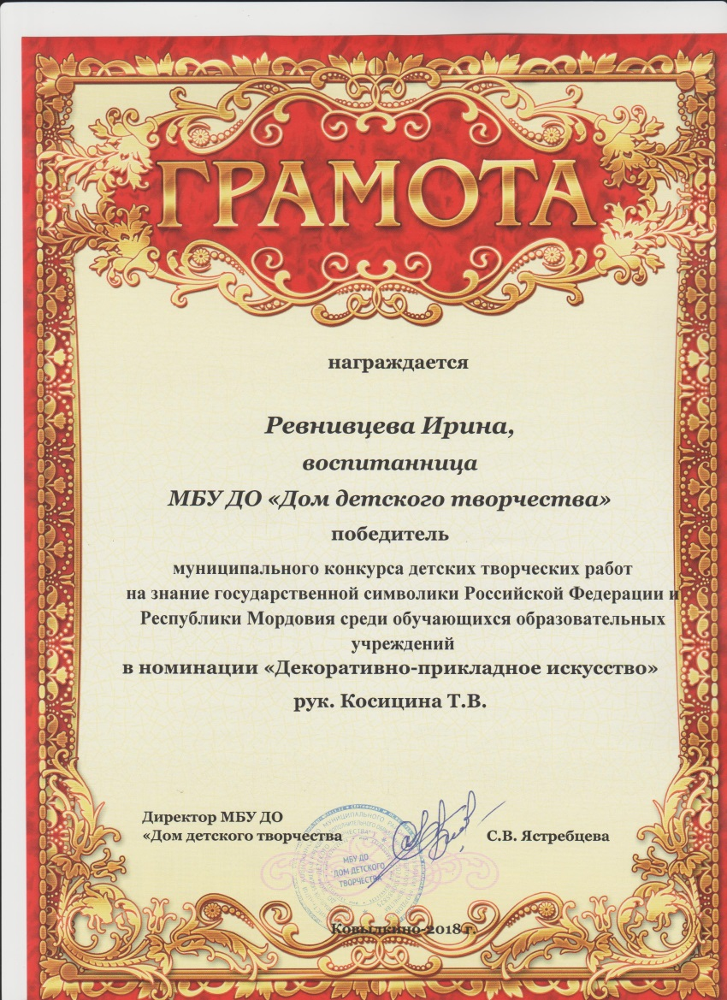 ГРАМОТА
награждается
Ревнивцева Ирина,
воспитанница
МБУ ДО «Дом детского творчества»
победитель
муниципального конкурса детских творческих работ
на знание государственной символики Российской Федерации и
Республики Мордовия среди обучающихся образовательных
учреждений
в номинации «Декоративно-прикладное искусство»
рук. Косицина Т.В.
Директор МБУ ДО
«Дом детского творчества
С.В. Ястребцева
МБУ ДО
ДОМ ДЕТСКОГО
ТВОРЧЕСТВА
Ковылкино-2018 г.